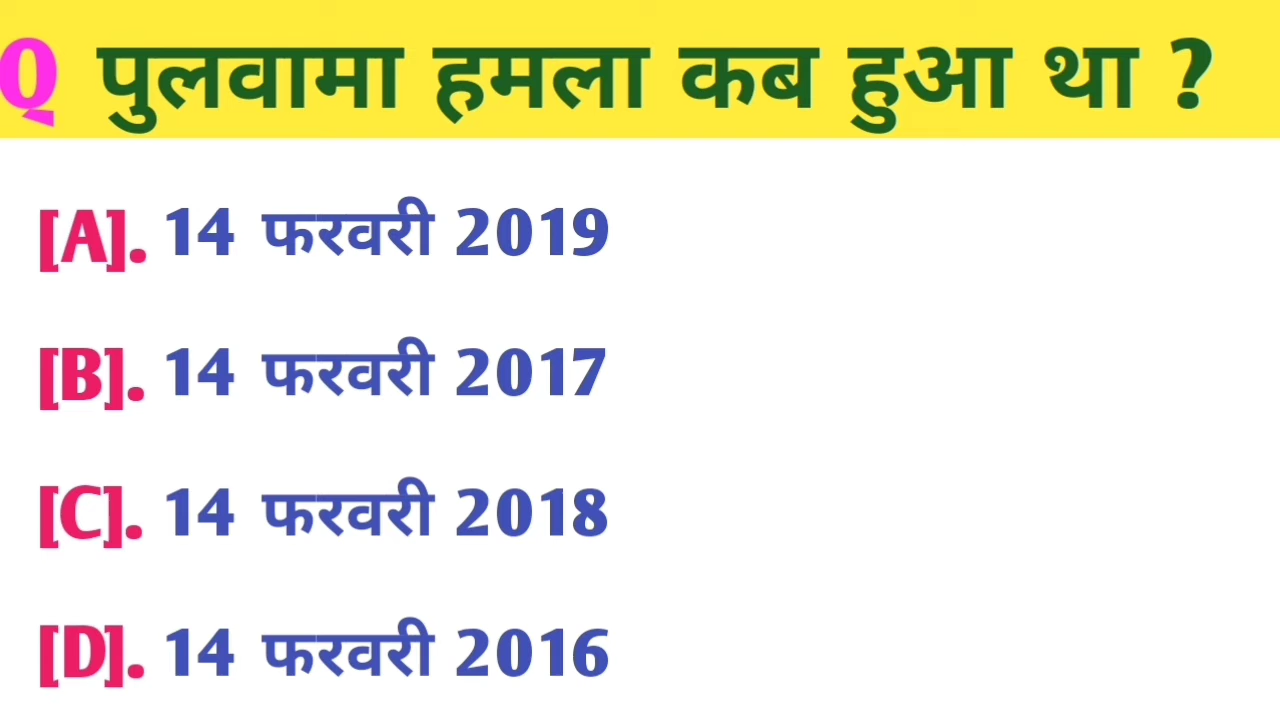 Q पुलवामा हमला कब हुआ था ?
[A]. 14 फरवरी 2019
[B]. 14 फरवरी 2017
[C]. 14 फरवरी 2018
[D]. 14 फरवरी 2016